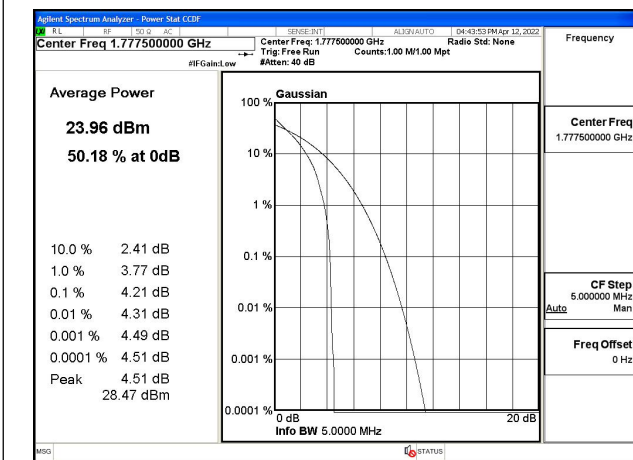 Agilent Spectrum Analyzer - Power Stat CCDF
RL RF 50 Ω AC SENSE:INT ALIGN AUTO 04:43:53 PM Apr 12, 2022
Center Freq 1.777500000 GHz
Center Freq: 1.777500000 GHz Radio Std: None
Trig: Free Run Counts:1.00 M/1.00 Mpt
#IFGain:Low #Atten: 40 dB
Frequency
Average Power
23.96 dBm
50.18 % at 0dB
10.0 % 2.41 dB
1.0 % 3.77 dB
0.1 % 4.21 dB
0.01 % 4.31 dB
0.001 % 4.49 dB
0.0001 % 4.51 dB
Peak 4.51 dB
28.47 dBm
Gaussian
100 %
10 %
1 %
0.1 %
0.01 %
0.001 %
0.0001 %
0 dB 20 dB
Info BW 5.0000 MHz
Center Freq
1.777500000 GHz
CF Step
5.000000 MHz
Auto Man
Freq Offset
0 Hz
MSG STATUS